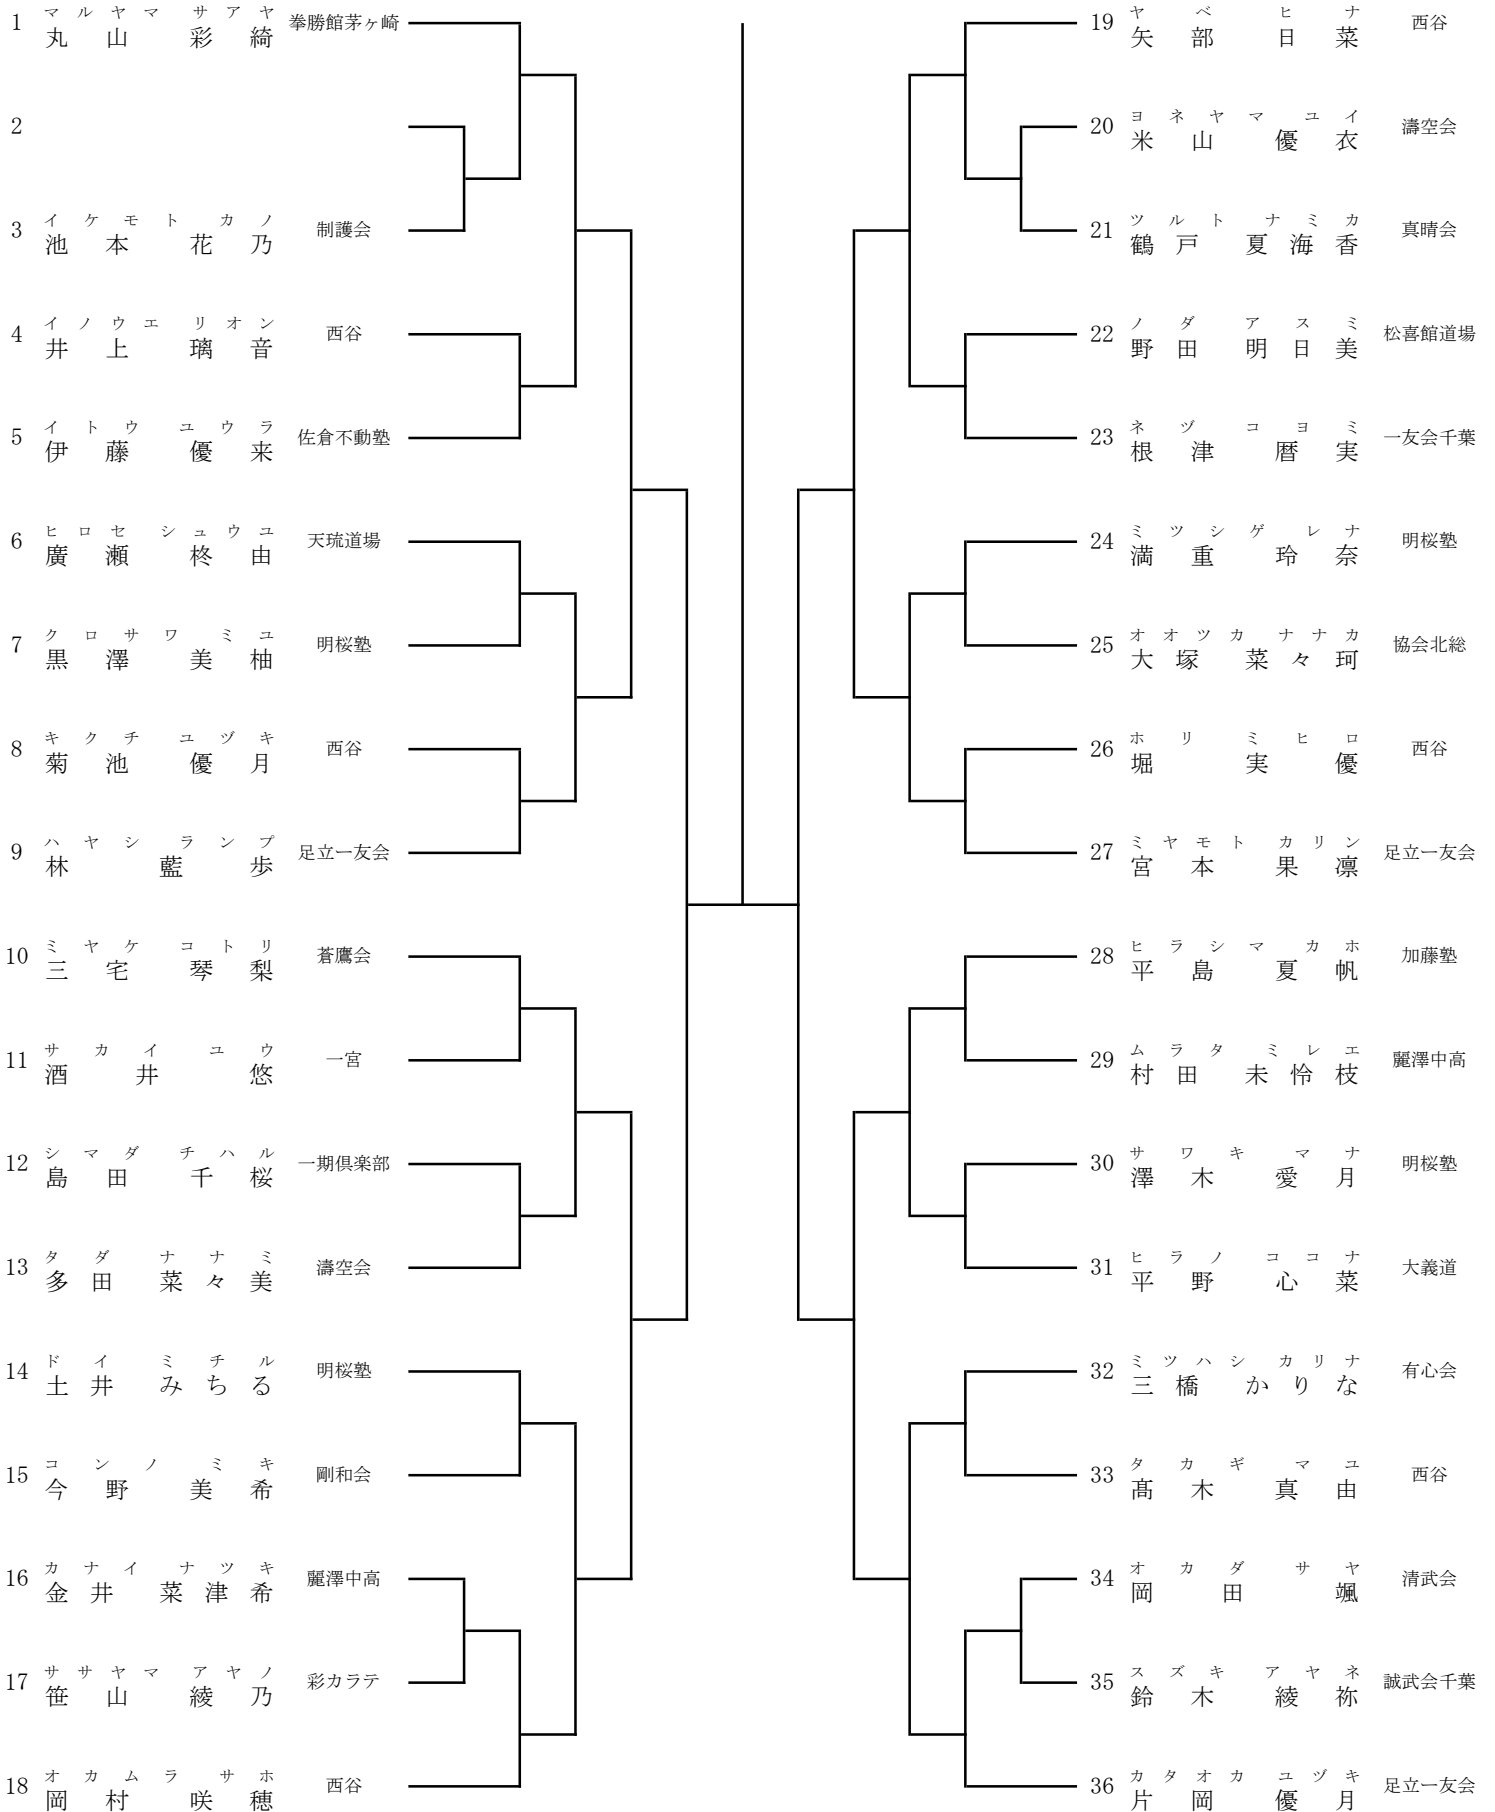 マルヤマ サアヤ
1 丸山 彩綺 拳勝館茅ヶ崎
2
イケモト カノ
3 池本 花乃 制護会
イノウエ リオン
4 井上 璃音 西谷
イトウ ユウラ
5 伊藤 優来 佐倉不動塾
ヒロセ シュウユ
6 廣瀬 柊由 天琉道場
クロサワ ミユ
7 黒澤 美柚 明桜塾
キクチ ユヅキ
8 菊池 優月 西谷
ハヤシ ランプ
9 林 藍歩 足立一友会
ミヤケ コトリ
10 三宅 琴梨 蒼鷹会
サカイ ユウ
11 酒井 悠 一宮
シマダ チハル
12 島田 千桜 一期倶楽部
タダ ナナミ
13 多田 菜々美 濤空会
ドイ ミチル
14 土井 みちる 明桜塾
コンノ ミキ
15 今野 美希 剛和会
カナイ ナツキ
16 金井 菜津希 麗澤中高
ササヤマ アヤノ
17 笹山 綾乃 彩カラテ
オカムラ サホ
18 岡村 咲穂 西谷
ヤベ ヒナ
19 矢部 日菜 西谷
ヨネヤマ ユイ
20 米山 優衣 濤空会
ツルト ナミカ
21 鶴戸 夏海香 真晴会
ノダ アスミ
22 野田 明日美 松喜館道場
ネヅ コヨミ
23 根津 暦実 一友会千葉
ミツシゲ レナ
24 満重 玲奈 明桜塾
オオツカ ナナカ
25 大塚 菜々珂 協会北総
ホリ ミヒロ
26 堀 実優 西谷
ミヤモト カリン
27 宮本 果凛 足立一友会
ヒラシマ カホ
28 平島 夏帆 加藤塾
ムラタ ミレエ
29 村田 未怜枝 麗澤中高
サワキ マナ
30 澤木 愛月 明桜塾
ヒラノ ココナ
31 平野 心菜 大義道
ミツハシ カリナ
32 三橋 かりな 有心会
タカギ マユ
33 髙木 真由 西谷
オカダ サヤ
34 岡田 颯 清武会
スズキ アヤネ
35 鈴木 綾祢 誠武会千葉
カタオカ ユヅキ
36 片岡 優月 足立一友会